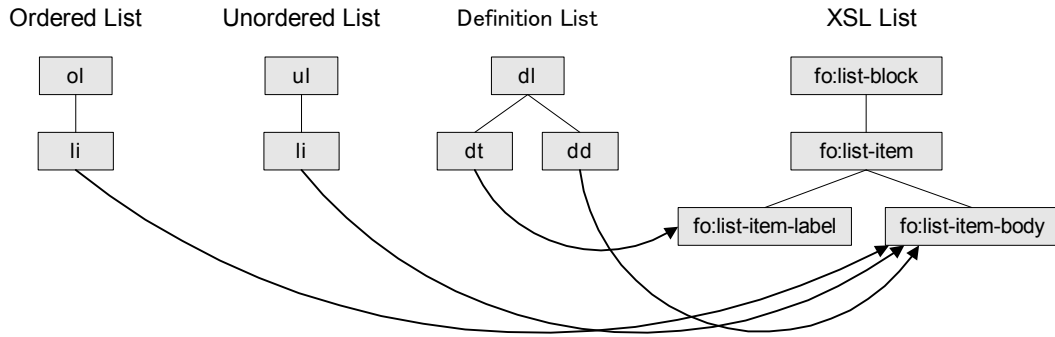 Ordered List
Unordered List
Definition List
XSL List
ol
ul
dl
fo:list-block
li
li
dt
dd
fo:list-item
fo:list-item-label
fo:list-item-body